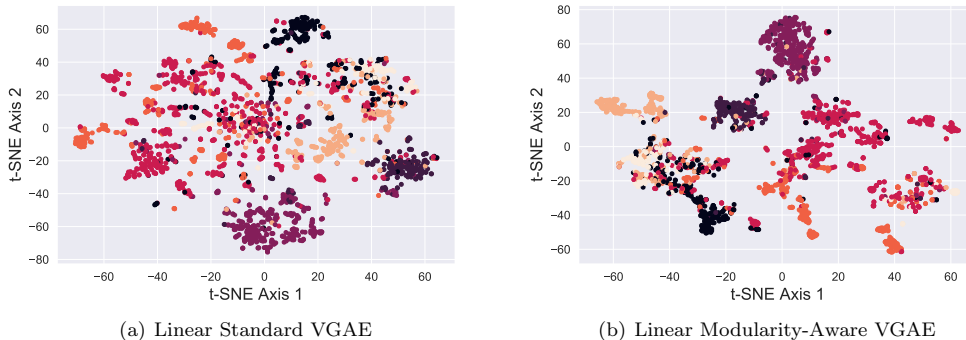 60
40
20
0
−20
−40
−60
−80
t-SNE Axis 2
−60 −40 −20 0 20 40 60
t-SNE Axis 1
(a) Linear Standard VGAE
80
60
40
20
0
−20
−40
−60
t-SNE Axis 2
−60 −40 −20 0 20 40 60
t-SNE Axis 1
(b) Linear Modularity-Aware VGAE